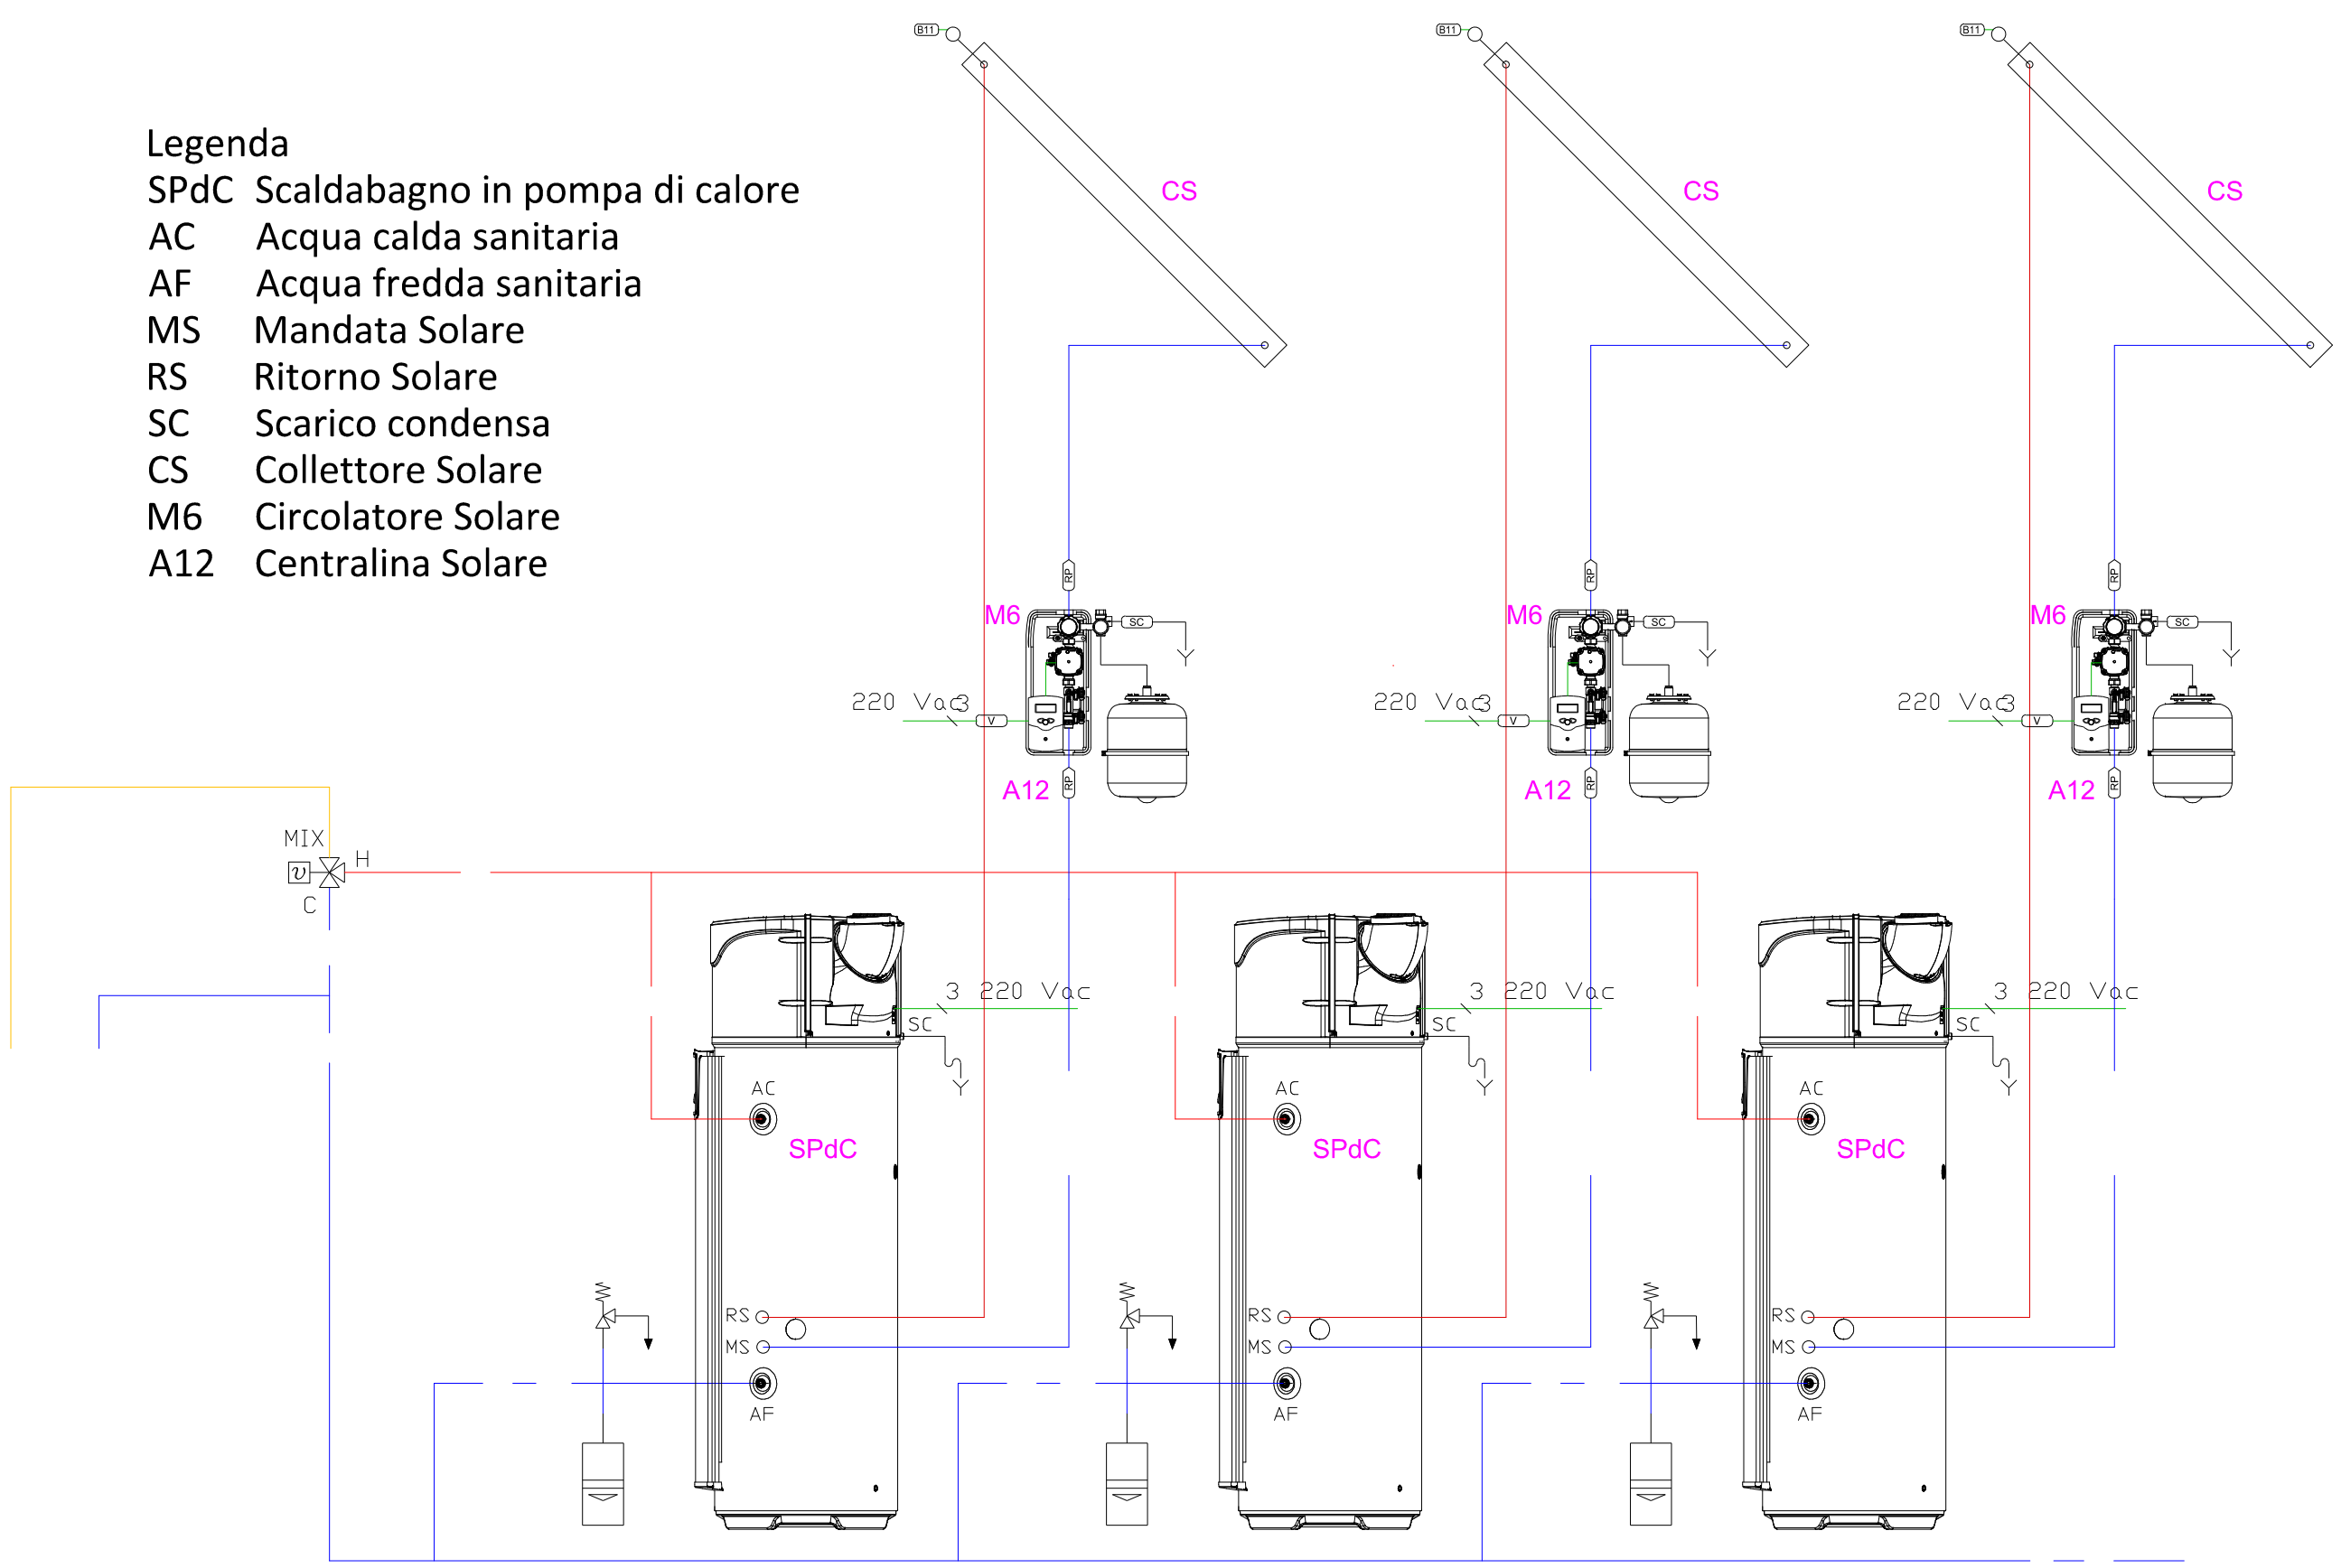 B11
B11
B11
Legenda
SPdC Scaldabagno in pompa di calore
AC Acqua calda sanitaria
AF Acqua fredda sanitaria
MS Mandata Solare
RS Ritorno Solare
SC Scarico condensa
CS Collettore Solare
M6 Circolatore Solare
A12 Centralina Solare
CS
CS
CS
RP
RP
RP
M6
SC
M6
SC
M6
SC
220 Vac 3
V
220 Vac 3
V
220 Vac 3
V
A12
RP
A12
RP
A12
RP
MIX
H
υ
C
3 220 Vac
3 220 Vac
3 220 Vac
SC
SC
SC
AC
AC
AC
SPdC
SPdC
SPdC
RS
RS
RS
MS
MS
MS
AF
AF
AF